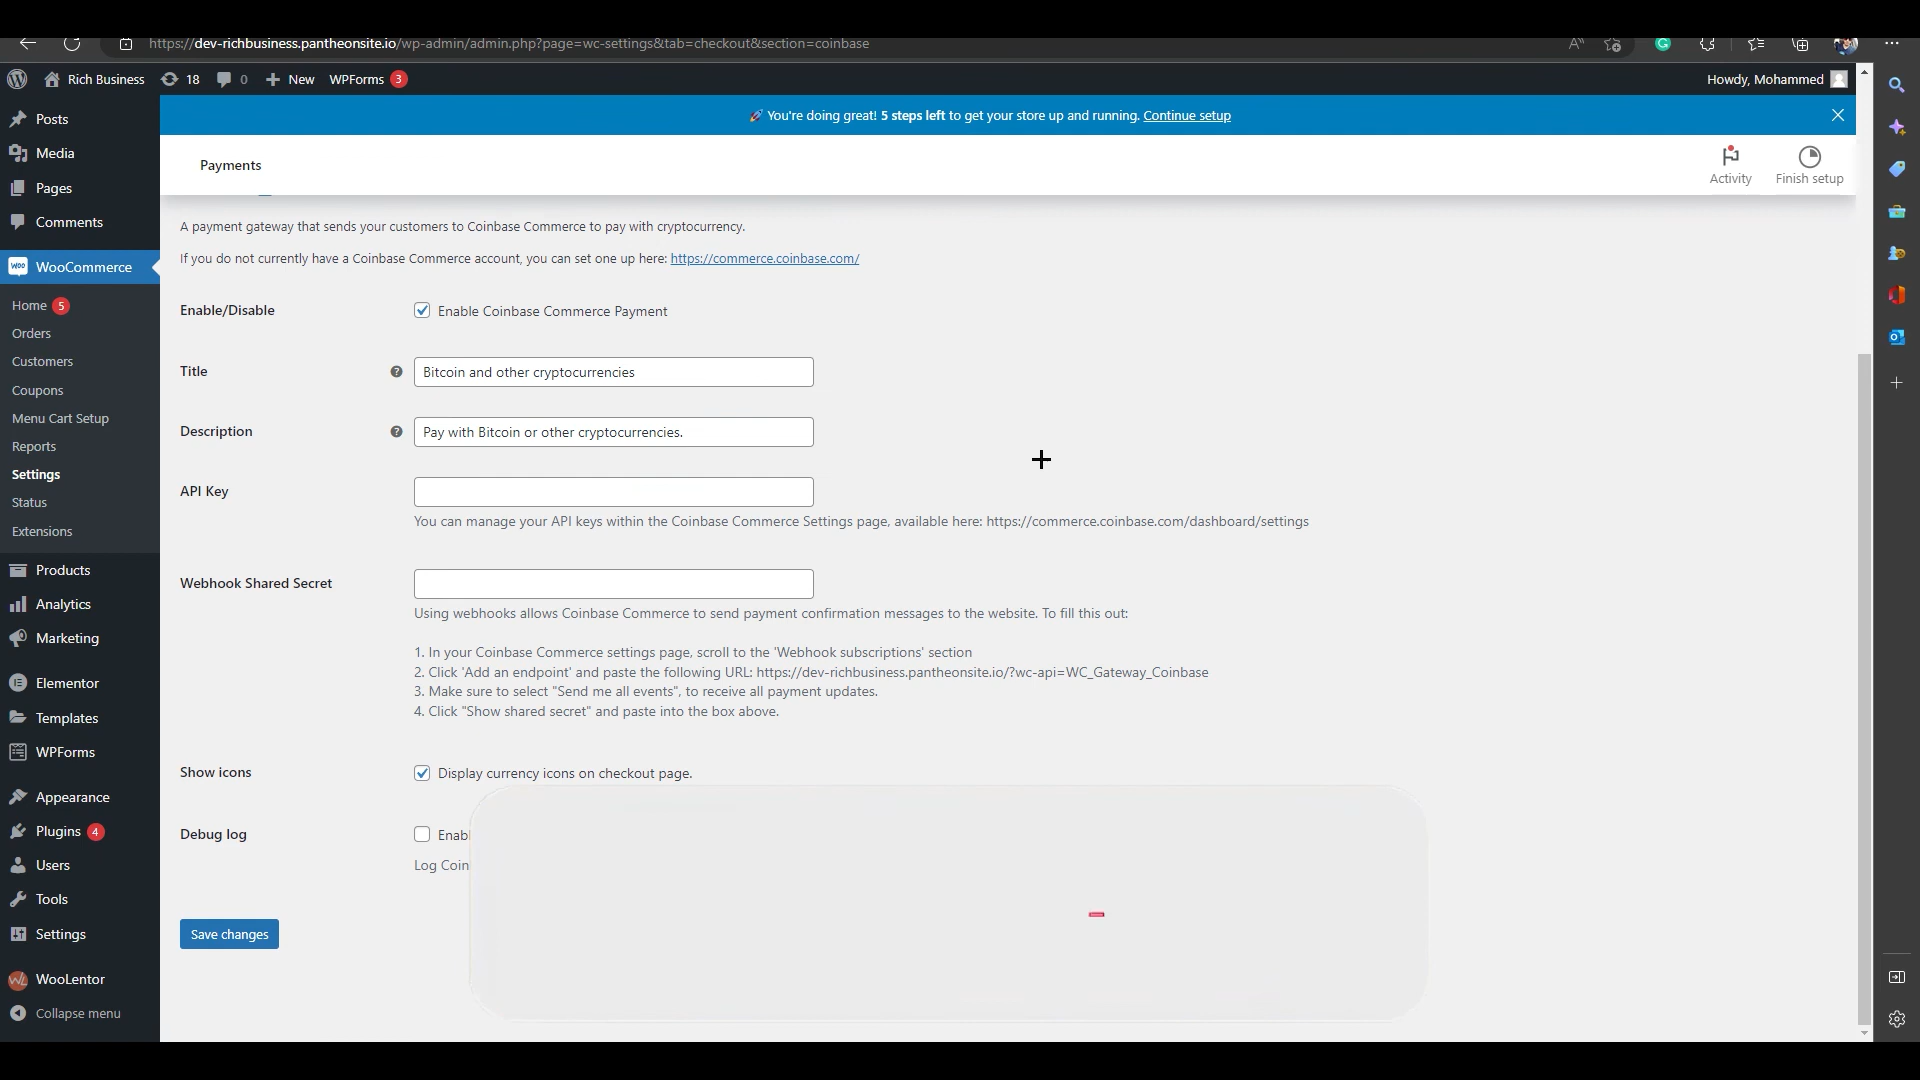 https://dev-richbusiness.pantheonsite.io/wp-admin/admin.php?page=wc-settings&tab=checkout&section=coinbase
Rich Business 18 0 New WPForms 3 Howdy, Mohammed
🚀 You're doing great! 5 steps left to get your store up and running. Continue setup
Payments
Activity
Finish setup
Posts
Media
Pages
Comments
WooCommerce
Home 5
Orders
Customers
Coupons
Menu Cart Setup
Reports
Settings
Status
Extensions
Products
Analytics
Marketing
Elementor
Templates
WPForms
Appearance
Plugins 4
Users
Tools
Settings
WooLentor
Collapse menu
A payment gateway that sends your customers to Coinbase Commerce to pay with cryptocurrency.
If you do not currently have a Coinbase Commerce account, you can set one up here: https://commerce.coinbase.com/
Enable/Disable
Enable Coinbase Commerce Payment
Title
Bitcoin and other cryptocurrencies
Description
Pay with Bitcoin or other cryptocurrencies.
API Key
You can manage your API keys within the Coinbase Commerce Settings page, available here: https://commerce.coinbase.com/dashboard/settings
Webhook Shared Secret
Using webhooks allows Coinbase Commerce to send payment confirmation messages to the website. To fill this out:
1. In your Coinbase Commerce settings page, scroll to the 'Webhook subscriptions' section
2. Click 'Add an endpoint' and paste the following URL: https://dev-richbusiness.pantheonsite.io/?wc-api=WC_Gateway_Coinbase
3. Make sure to select "Send me all events", to receive all payment updates.
4. Click "Show shared secret" and paste into the box above.
Show icons
Display currency icons on checkout page.
Debug log
Enabl
Log Coin
Save changes